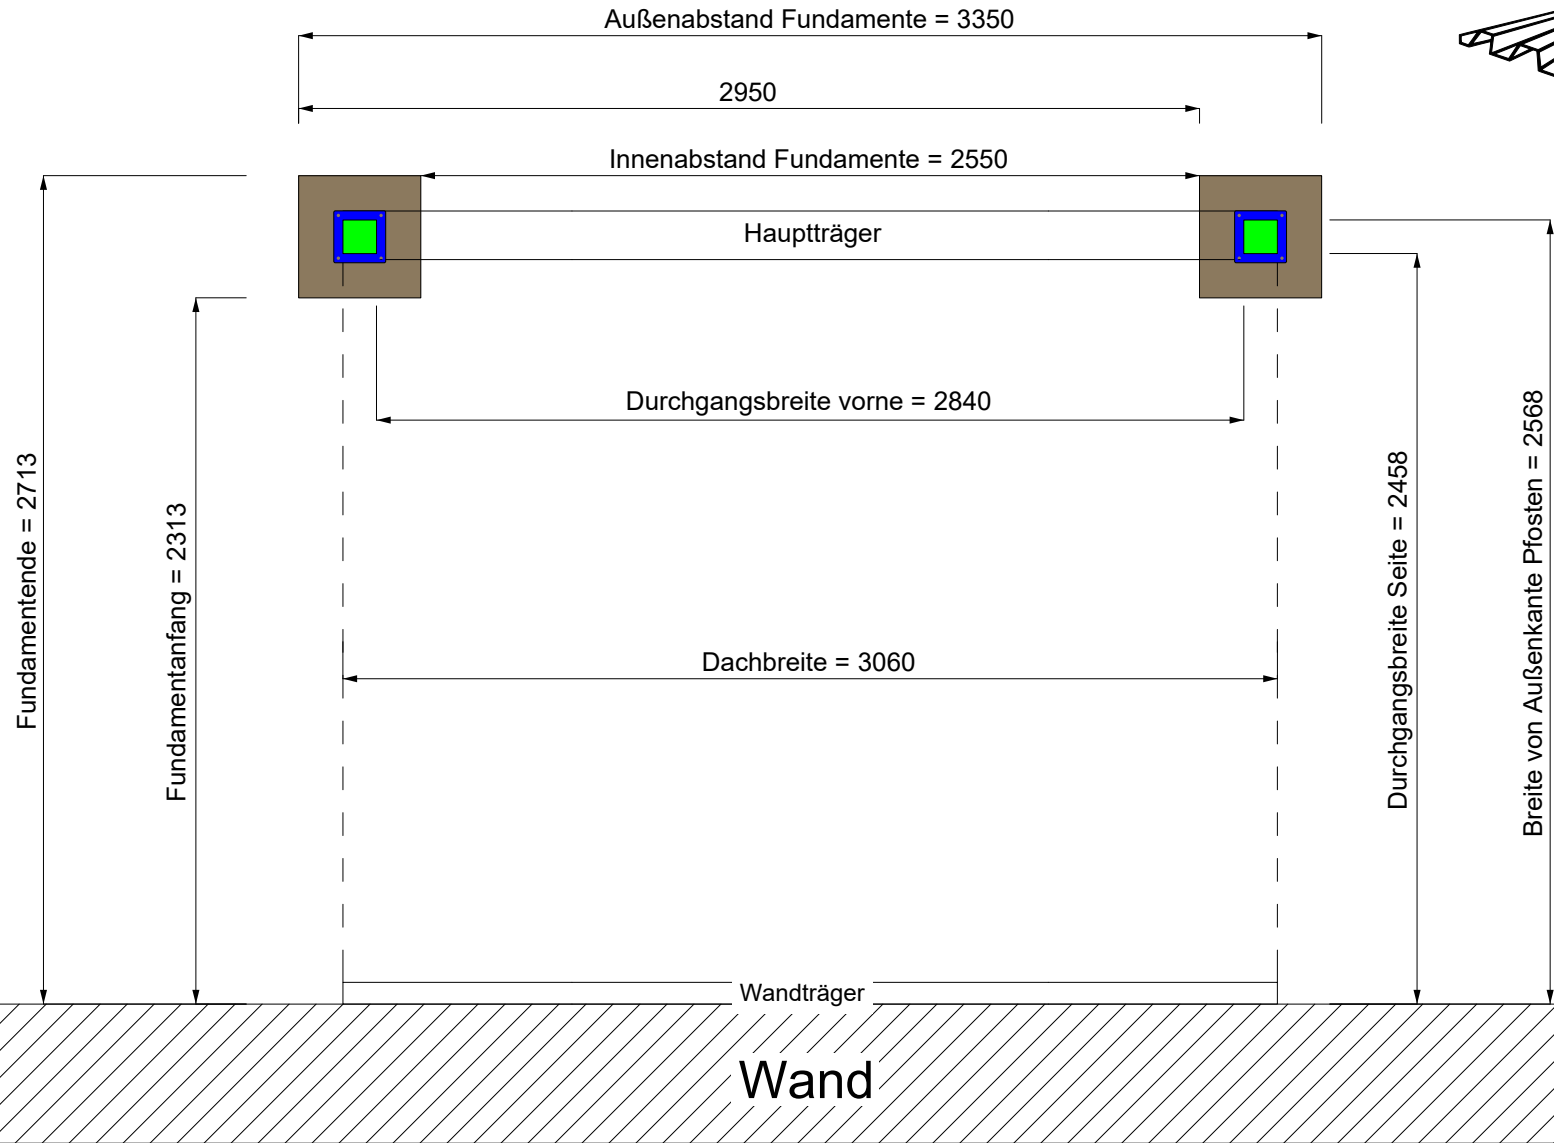 Außenabstand Fundamente = 3350
2950
Innenabstand Fundamente = 2550
Hauptträger
Durchgangsbreite vorne = 2840
Fundamentende = 2713
Fundamentanfang = 2313
Durchgangsbreite Seite = 2458
Breite von Außenkante Pfosten = 2568
Dachbreite = 3060
Wandträger
Wand